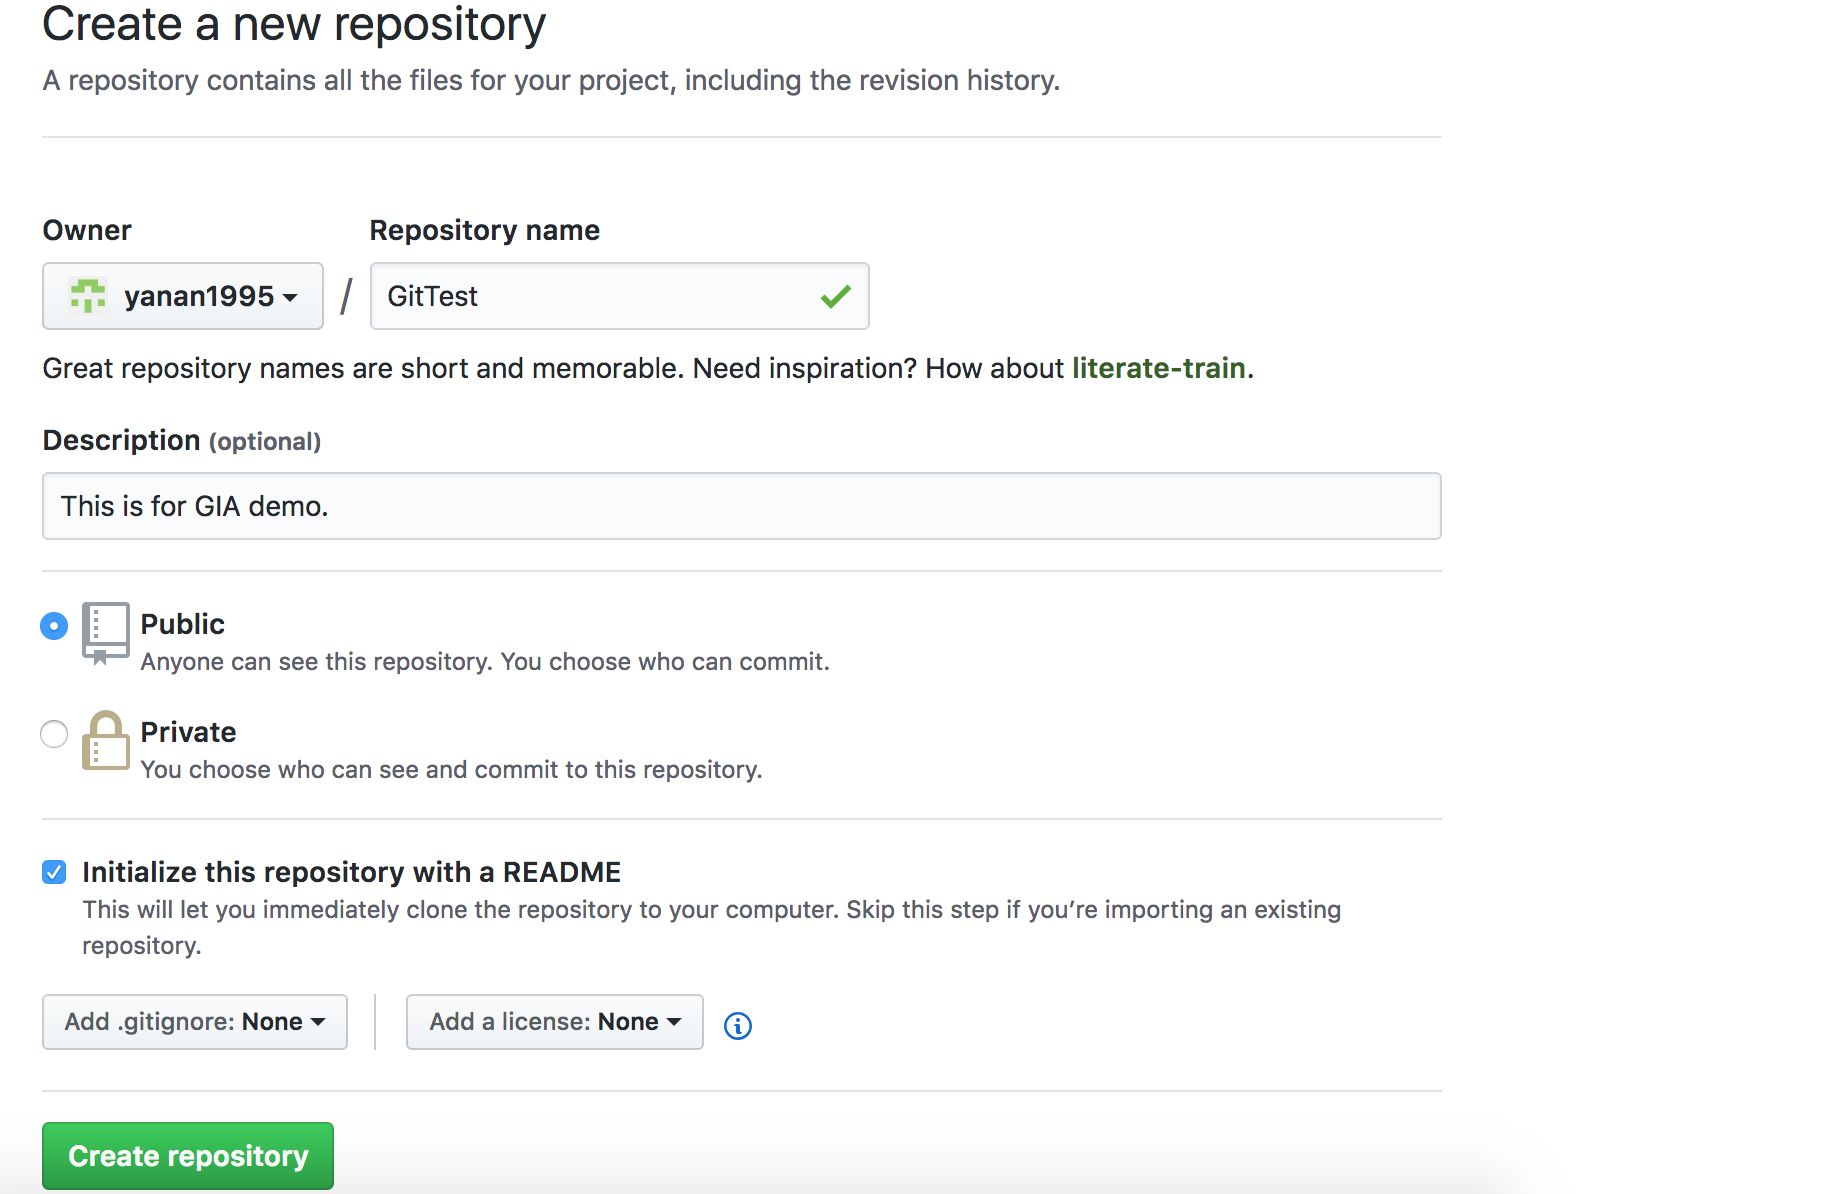 Create a new repository
A repository contains all the files for your project, including the revision history.
Owner
Repository name
yanan1995 / GitTest
Great repository names are short and memorable. Need inspiration? How about literate-train.
Description (optional)
This is for GIA demo.
Public
Anyone can see this repository. You choose who can commit.
Private
You choose who can see and commit to this repository.
Initialize this repository with a README
This will let you immediately clone the repository to your computer. Skip this step if you’re importing an existing
repository.
Add .gitignore: None
Add a license: None
Create repository